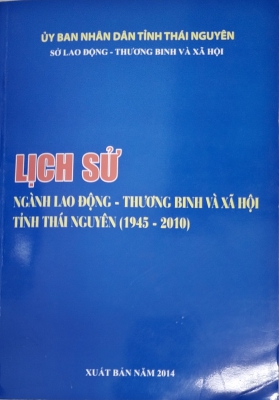 ỦY BAN NHÂN DÂN TỈNH THÁI NGUYÊN
SỞ LAO ĐỘNG - THƯƠNG BINH VÀ XÃ HỘI
LỊCH SỬ
NGÀNH LAO ĐỘNG - THƯƠNG BINH VÀ XÃ HỘI
TỈNH THÁI NGUYÊN (1945 - 2010)
XUẤT BẢN NĂM 2014